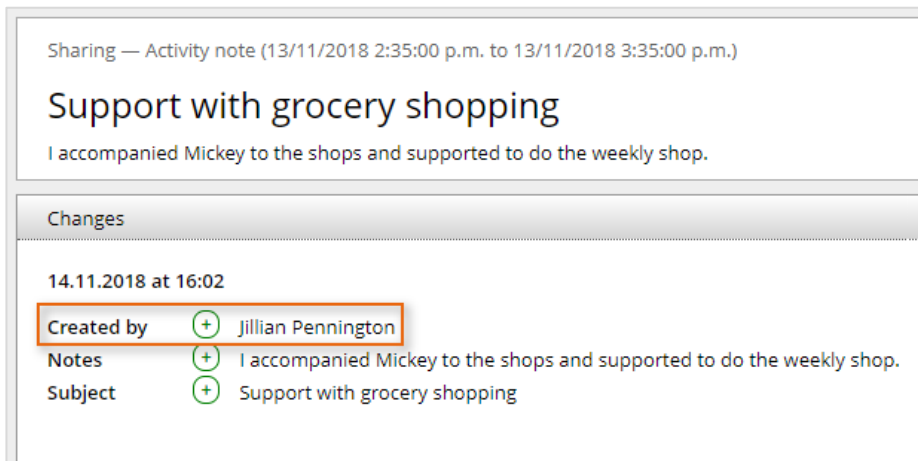 Sharing — Activity note (13/11/2018 2:35:00 p.m. to 13/11/2018 3:35:00 p.m.)
Support with grocery shopping
I accompanied Mickey to the shops and supported to do the weekly shop.
Changes
14.11.2018 at 16:02
Created by + Jillian Pennington
Notes + I accompanied Mickey to the shops and supported to do the weekly shop.
Subject + Support with grocery shopping